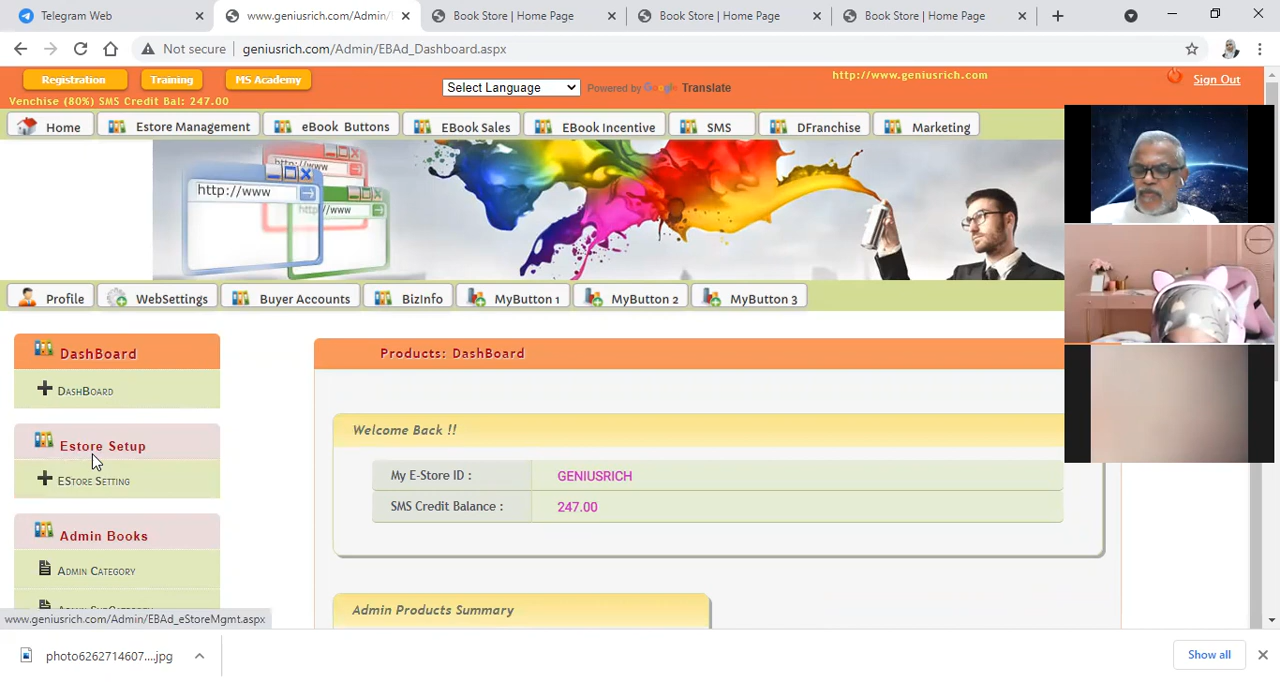 Telegram Web
www.geniusrich.com/Admin/
Book Store | Home Page
Book Store | Home Page
Book Store | Home Page
Not secure
geniusrich.com/Admin/EBAd_Dashboard.aspx
Registration
Training
MS Academy
Select Language
Powered by Google Translate
http://www.geniusrich.com
Sign Out
Venchise (80%) SMS Credit Bal: 247.00
Home
Estore Management
eBook Buttons
EBook Sales
EBook Incentive
SMS
DFranchise
Marketing
http://www
http://www
http://www
Profile
WebSettings
Buyer Accounts
BizInfo
MyButton 1
MyButton 2
MyButton 3
DashBoard
DashBoard
Estore Setup
EStore Setting
Admin Books
Admin Category
Products: DashBoard
Welcome Back !!
My E-Store ID :
GENIUSRICH
SMS Credit Balance :
247.00
Admin Products Summary
www.geniusrich.com/Admin/EBAd_eStoreMgmt.aspx
photo6262714607....jpg
Show all